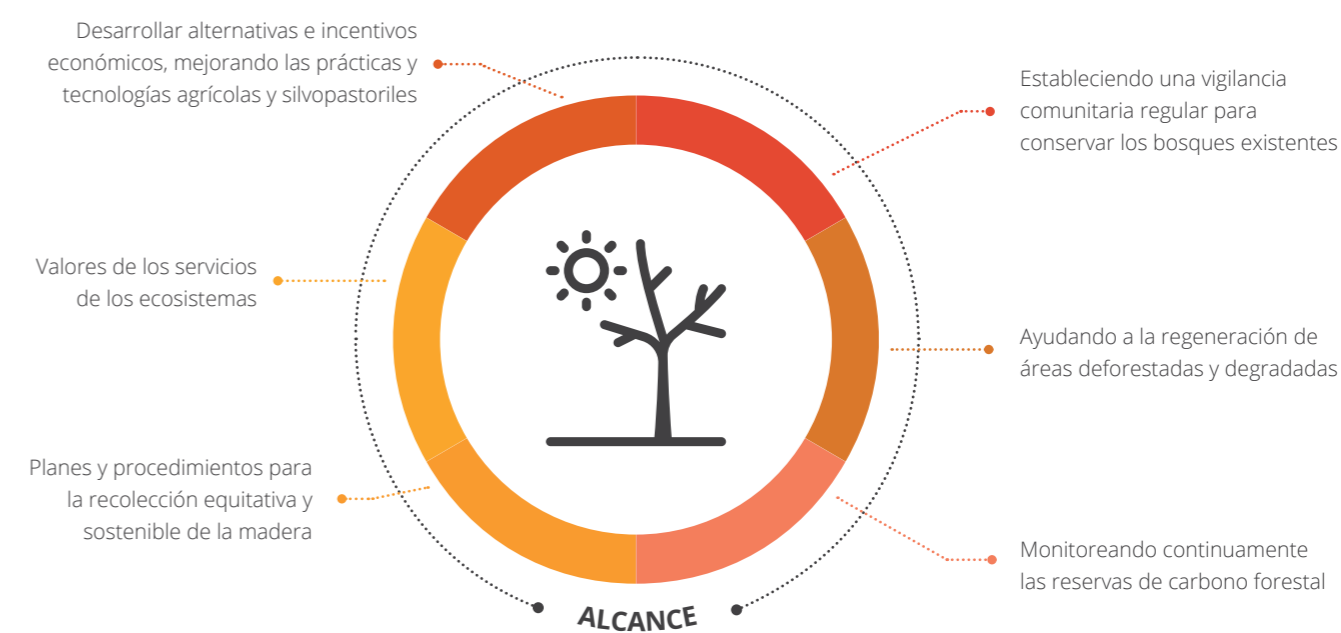 Desarrollar alternativas e incentivos
económicos, mejorando las prácticas y
tecnologías agrícolas y silvopastoriles
Estableciendo una vigilancia
comunitaria regular para
conservar los bosques existentes
Valores de los servicios
de los ecosistemas
Ayudando a la regeneración de
áreas deforestadas y degradadas
Planes y procedimientos para
la recolección equitativa y
sostenible de la madera
Monitoreando continuamente
las reservas de carbono forestal
ALCANCE